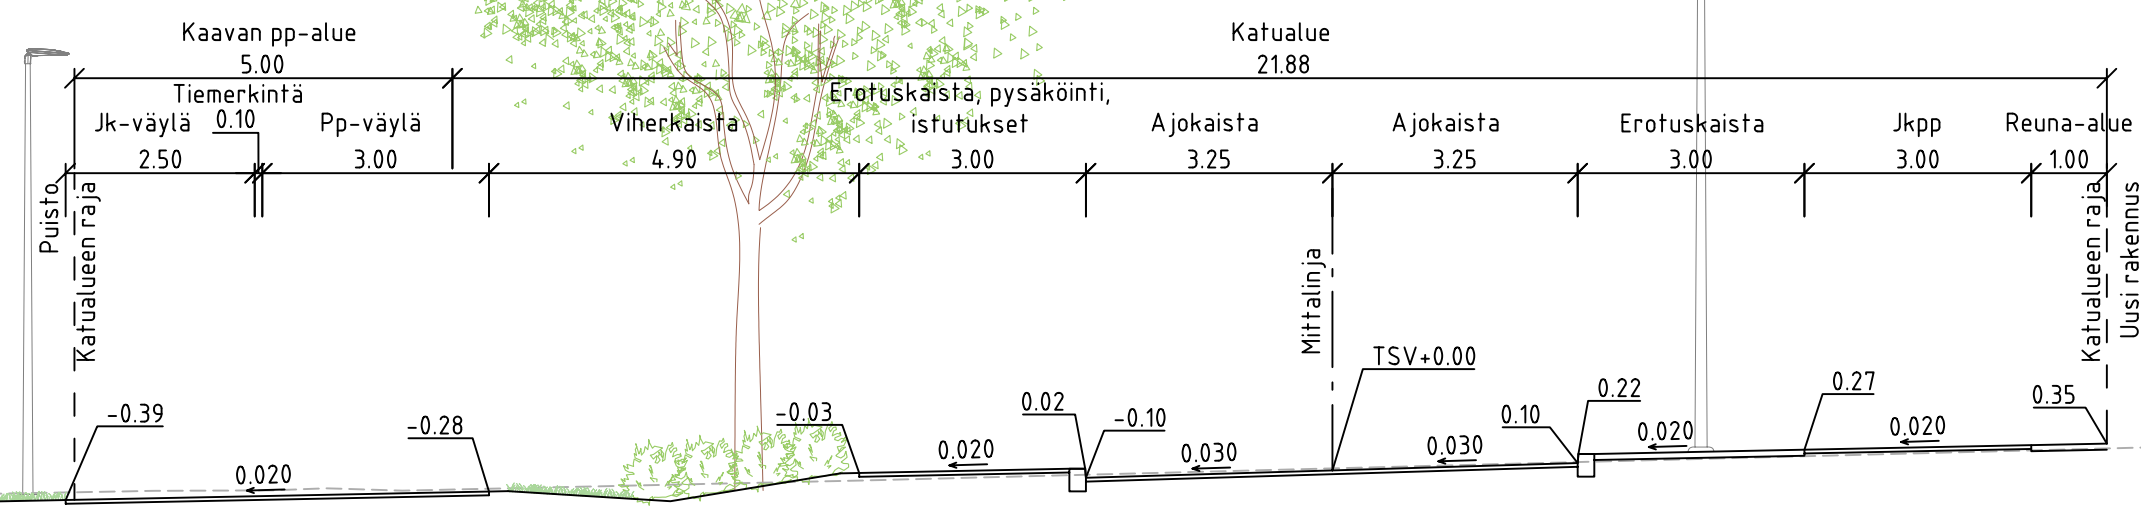 Kaavan pp-alue
5.00
Katualue
21.88
Tiemerkintä
0.10
Jk-väylä
2.50
Pp-väylä
3.00
Viherkaista
4.90
Erotuskaista, pysäköinti,
istutukset
3.00
Ajokaista
3.25
Ajokaista
3.25
Erotuskaista
3.00
Jkpp
3.00
Reuna-alue
1.00
Puisto
Katualueen raja
Mittalinja
Katualueen raja
Uusi rakennus
TSV+0.00
-0.39
-0.28
-0.03
0.02
-0.10
0.10
0.22
0.27
0.35
0.020
0.020
0.030
0.030
0.020
0.020